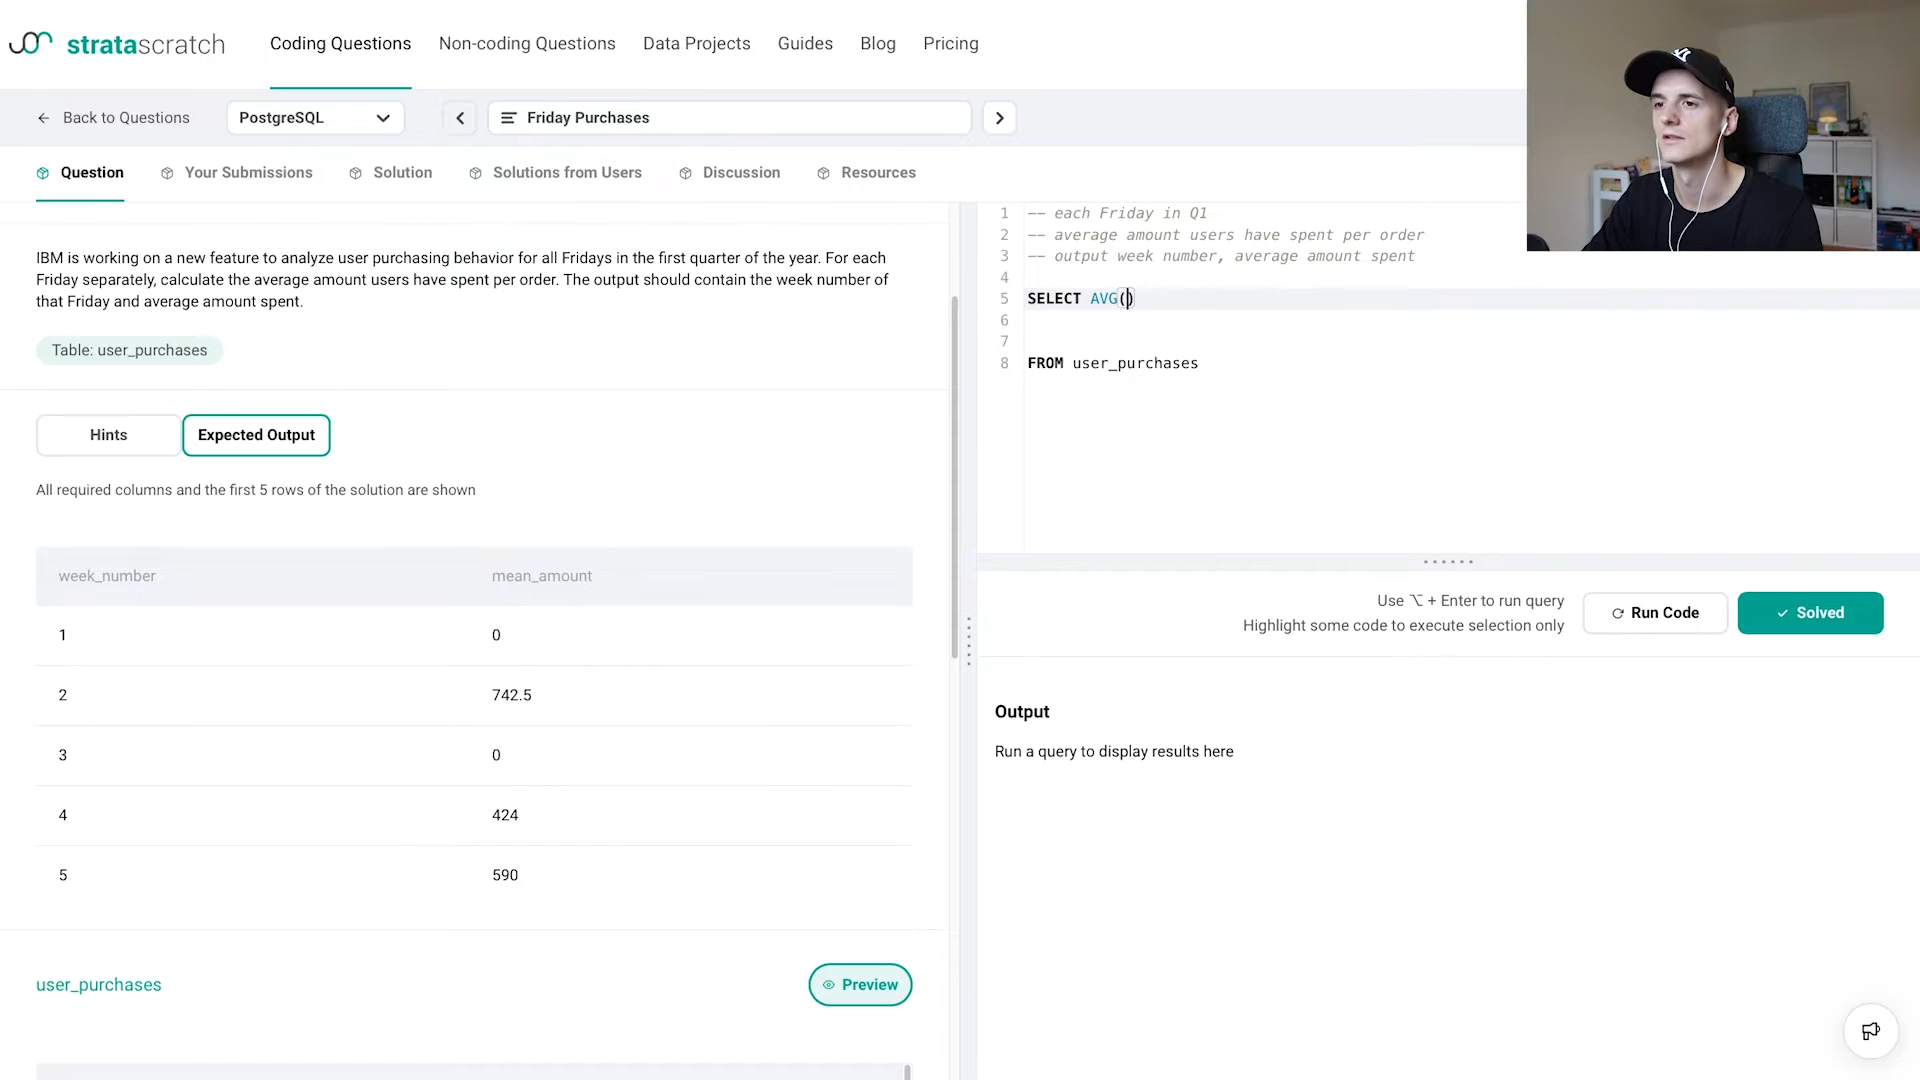 stratascratch
Coding Questions
Non-coding Questions
Data Projects
Guides
Blog
Pricing
Back to Questions
PostgreSQL
Friday Purchases
Question
Your Submissions
Solution
Solutions from Users
Discussion
Resources
IBM is working on a new feature to analyze user purchasing behavior for all Fridays in the first quarter of the year. For each
Friday separately, calculate the average amount users have spent per order. The output should contain the week number of
that Friday and average amount spent.
Table: user_purchases
Hints
Expected Output
All required columns and the first 5 rows of the solution are shown
week_number mean_amount
1 0
2 742.5
3 0
4 424
5 590
user_purchases
Preview
1 -- each Friday in Q1
2 -- average amount users have spent per order
3 -- output week number, average amount spent
4
5 SELECT AVG()
6
7
8 FROM user_purchases
Use ⌥ + Enter to run query
Highlight some code to execute selection only
Run Code
Solved
Output
Run a query to display results here